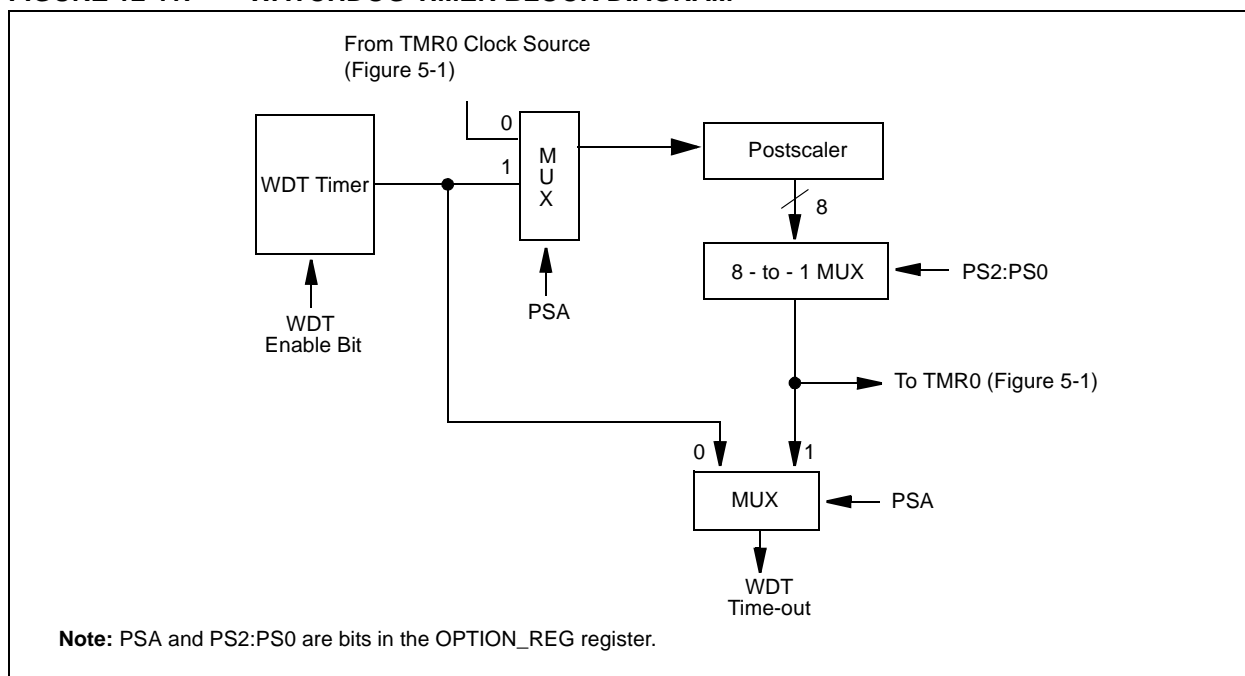 From TMR0 Clock Source
(Figure 5-1)
0
1
M
U
X
WDT Timer
Postscaler
8
8 - to - 1 MUX
PS2:PS0
PSA
WDT
Enable Bit
To TMR0 (Figure 5-1)
0
1
MUX
PSA
WDT
Time-out
Note: PSA and PS2:PS0 are bits in the OPTION_REG register.